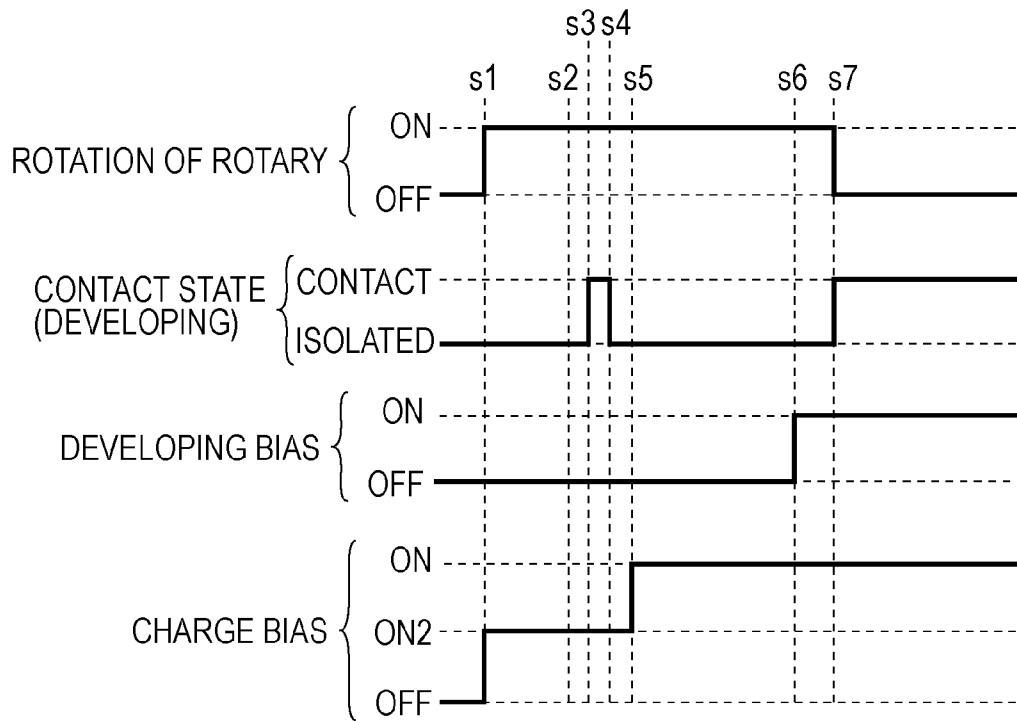 s3 s4
s1 s2 s5 s6 s7
ON
ROTATION OF ROTARY
OFF
CONTACT
CONTACT STATE
(DEVELOPING)
ISOLATED
ON
DEVELOPING BIAS
OFF
ON
CHARGE BIAS
ON2
OFF